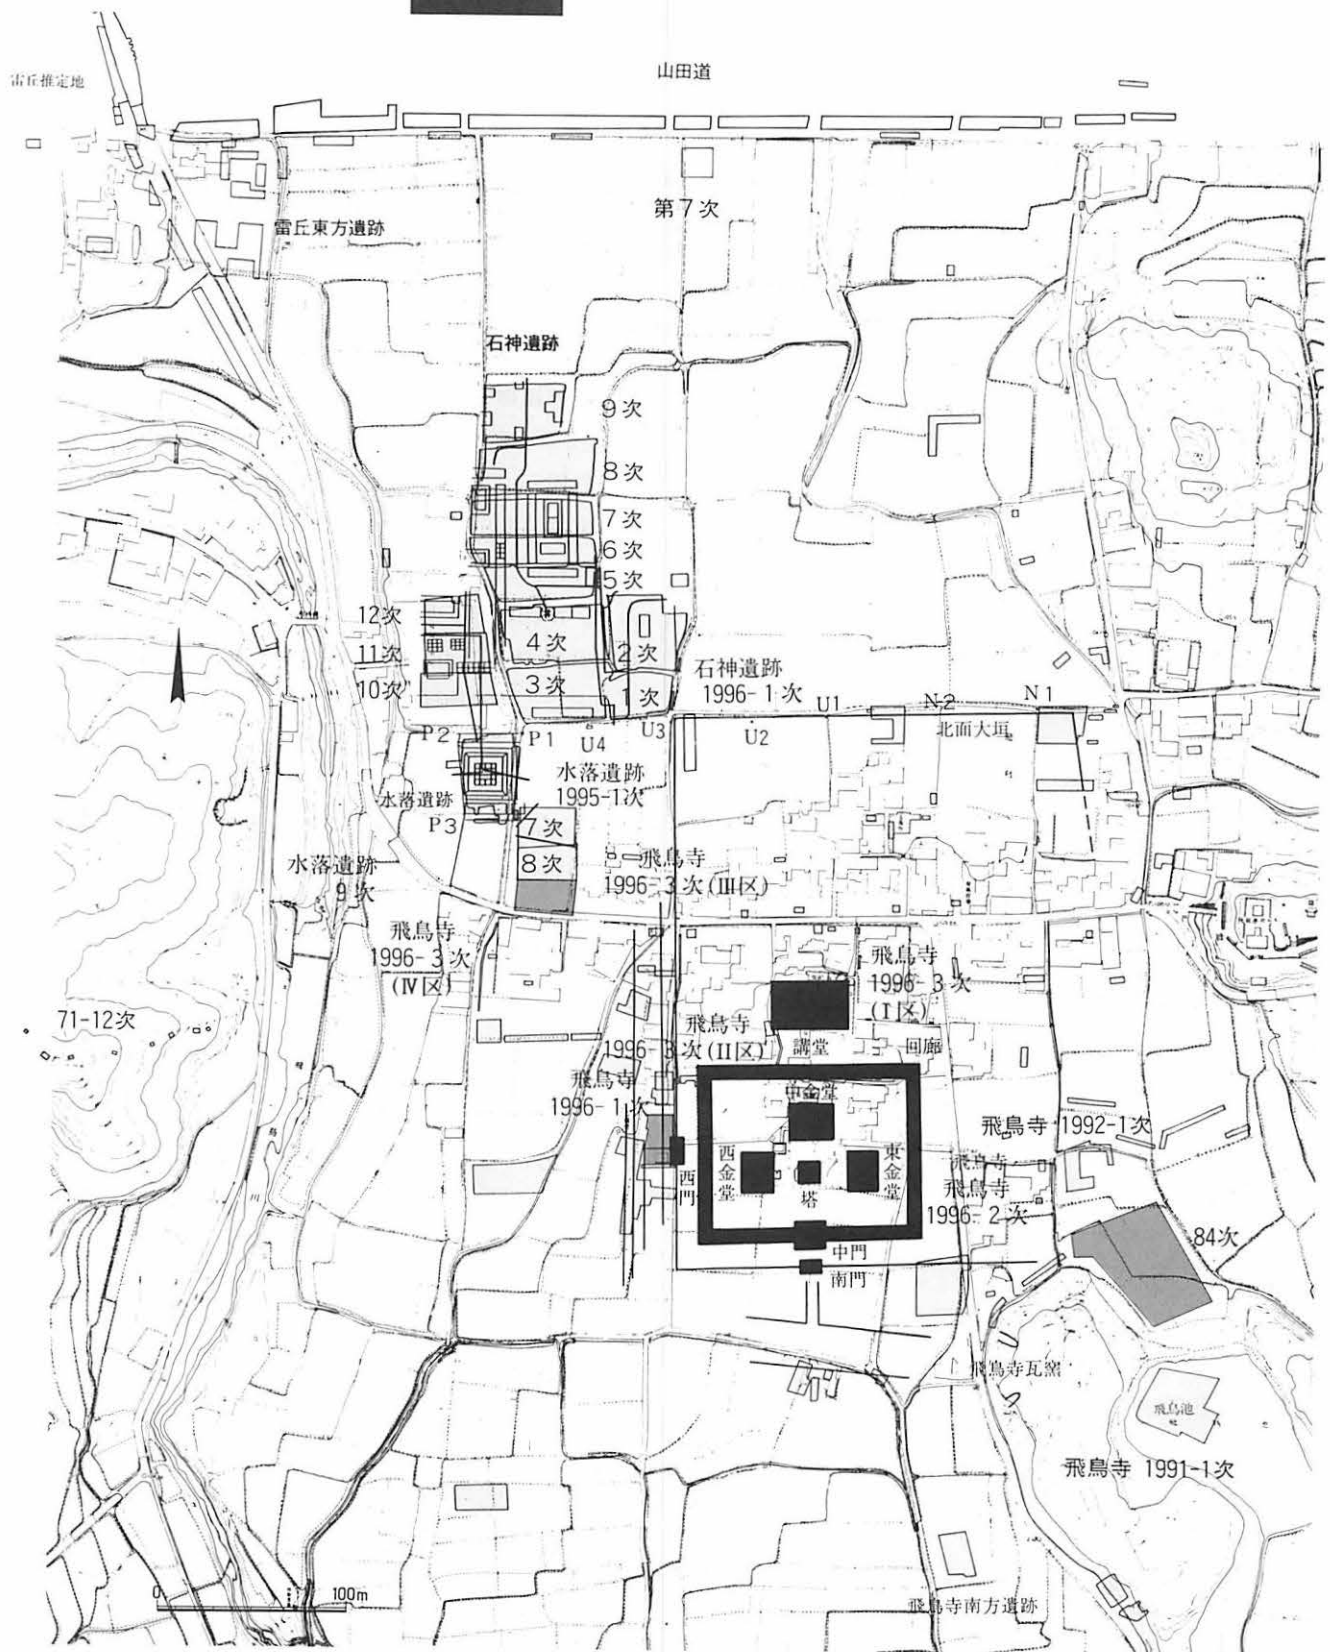 山田道
雷丘推定地
第7次
雷丘東方遺跡
石神遺跡
9次
8次
7次
6次
5次
12次
4次
2次
11次
石神遺跡
1996-1次
3次
1次
10次
U1
N2
N1
P2
P1
U4
U3
U2
北面大垣
水落遺跡
1995-1次
水落遺跡
P3
7次
8次
飛鳥寺
1996-3次(III区)
水落遺跡
9次
飛鳥寺
1996-3次
(IV区)
飛鳥寺
1996-3次
(I区)
71-12次
飛鳥寺
1996-3次(II区)
講堂
回廊
飛鳥寺
1996-1次
中金堂
飛鳥寺 1992-1次
西門
西金堂
塔
東金堂
飛鳥寺
飛鳥寺
1996-2次
84次
中門
南門
飛鳥寺瓦窯
飛鳥池
飛鳥寺 1991-1次
0 100m
飛鳥寺南方遺跡